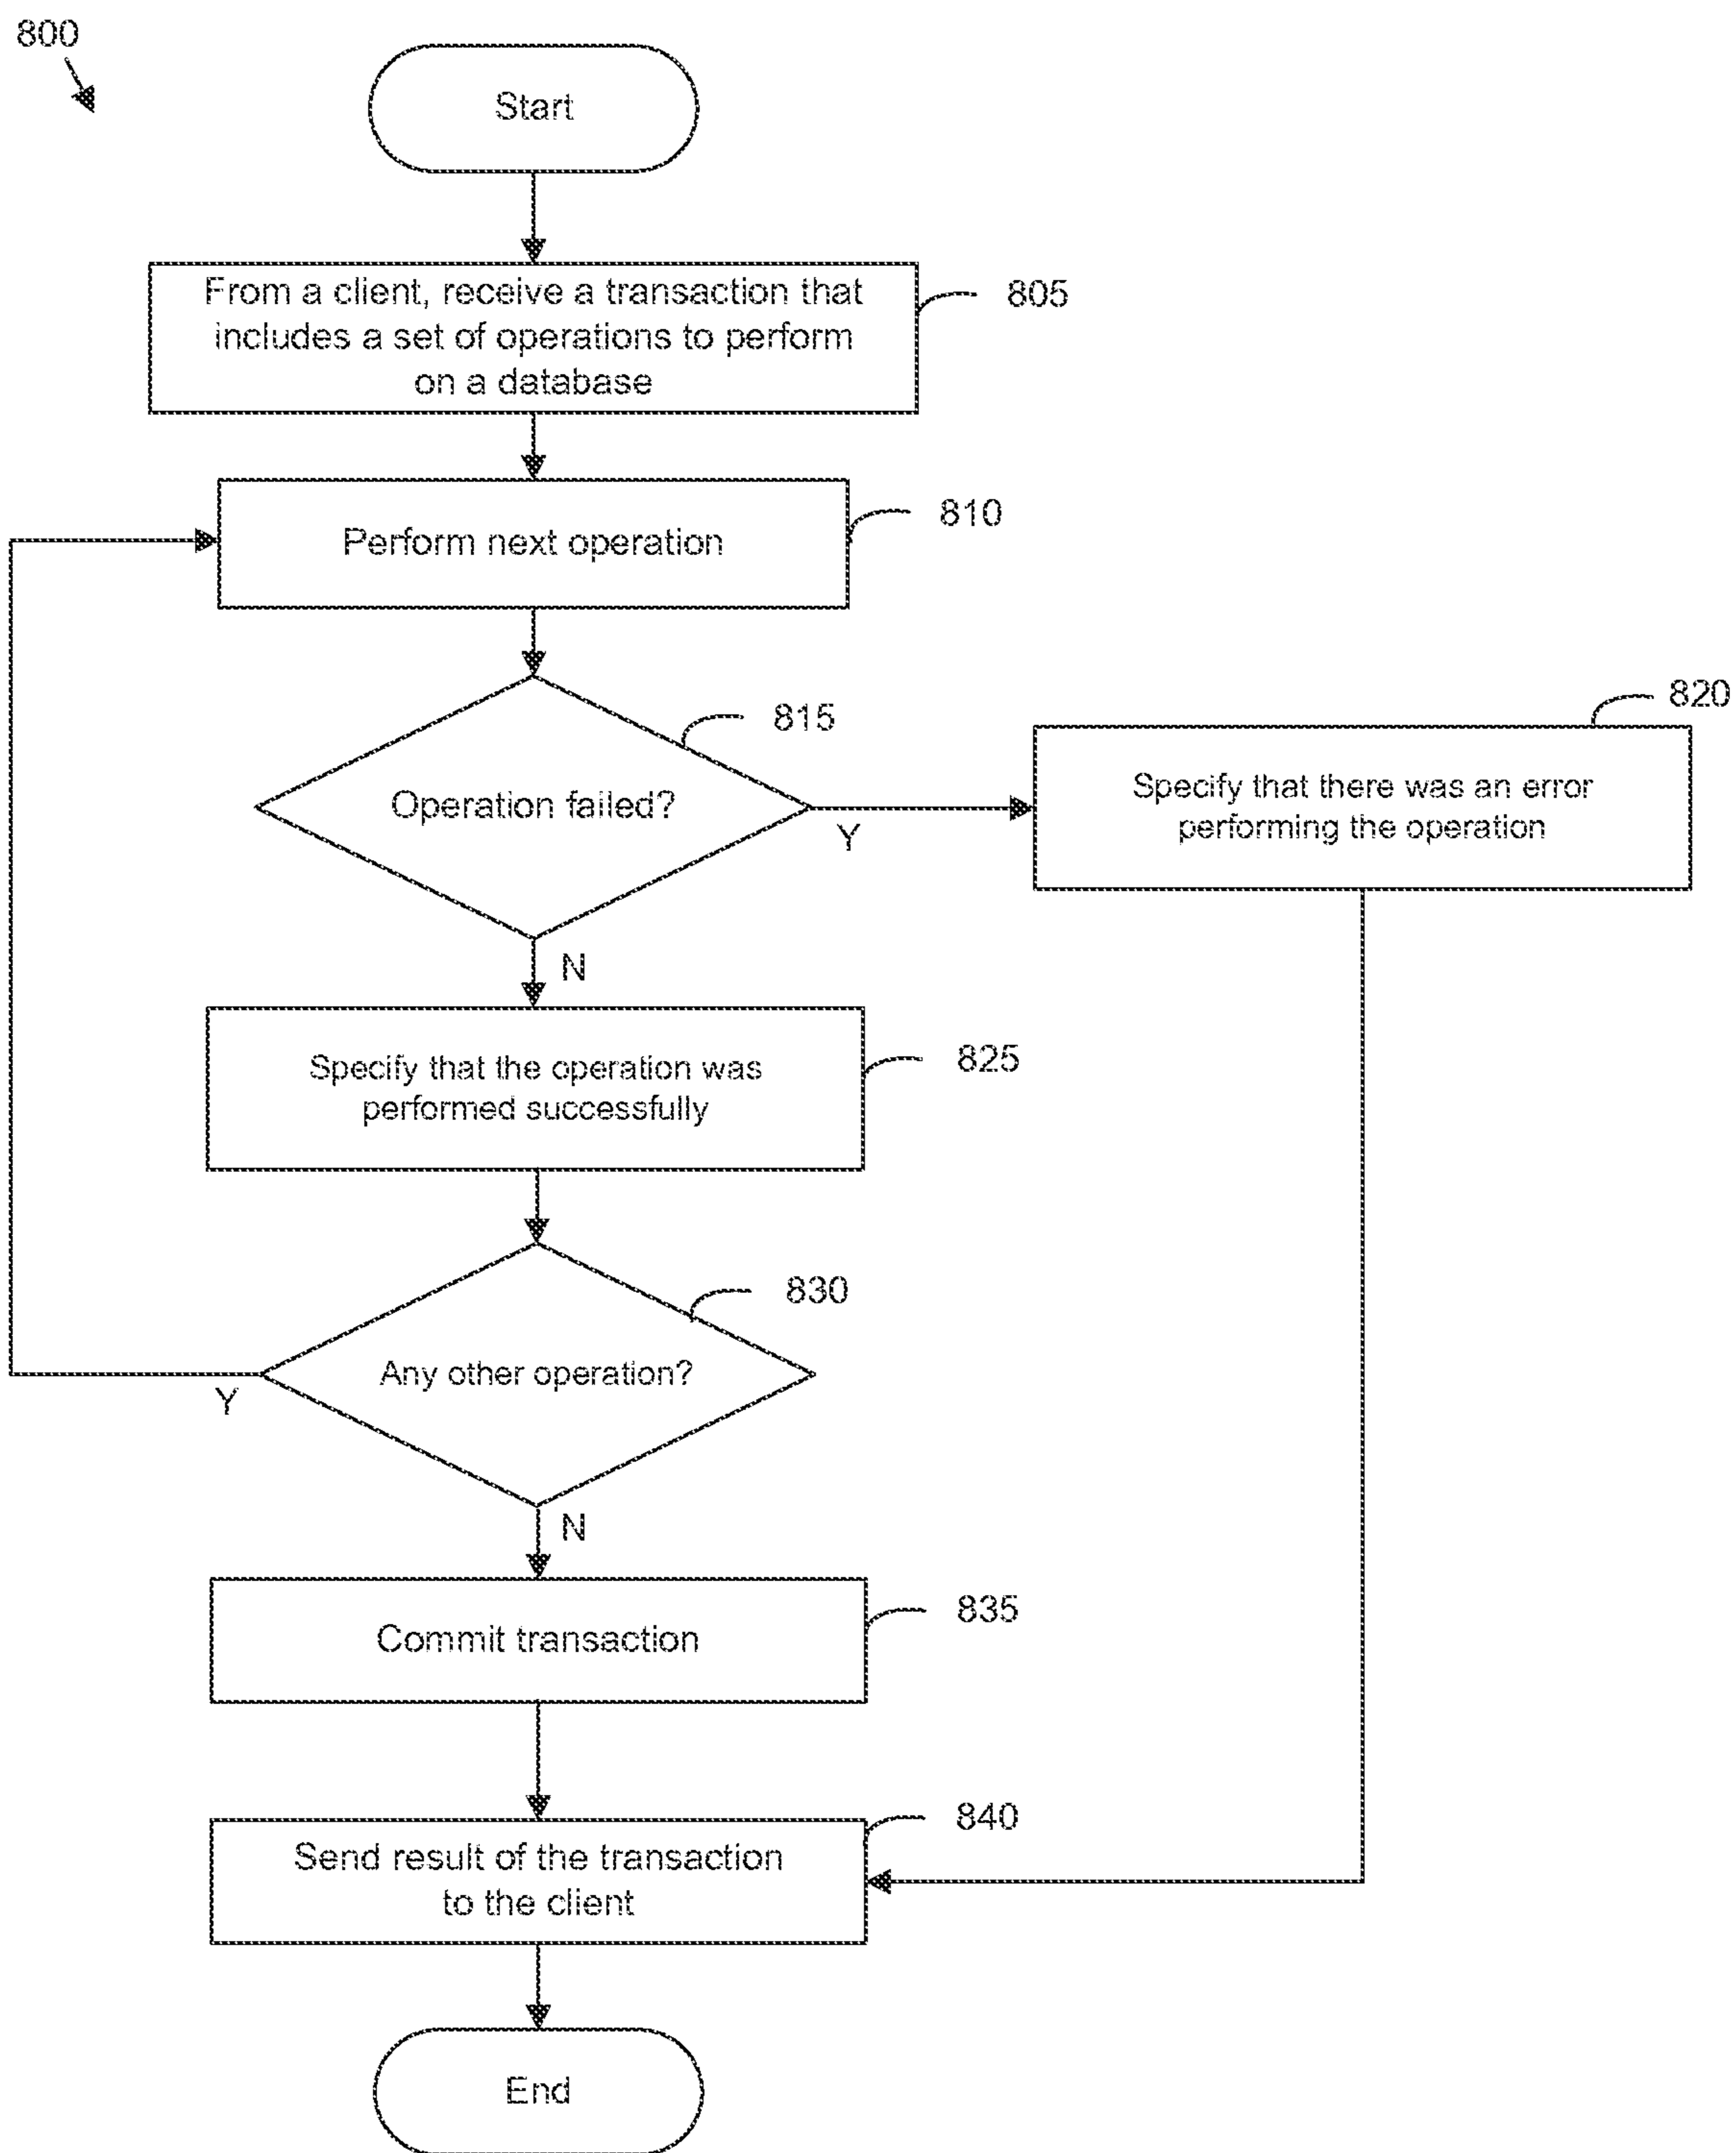 800
Start
From a client, receive a transaction that
includes a set of operations to perform
on a database
805
Perform next operation
810
815
Operation failed?
Y
820
Specify that there was an error
performing the operation
N
Specify that the operation was
performed successfully
825
830
Any other operation?
Y
N
Commit transaction
835
840
Send result of the transaction
to the client
End